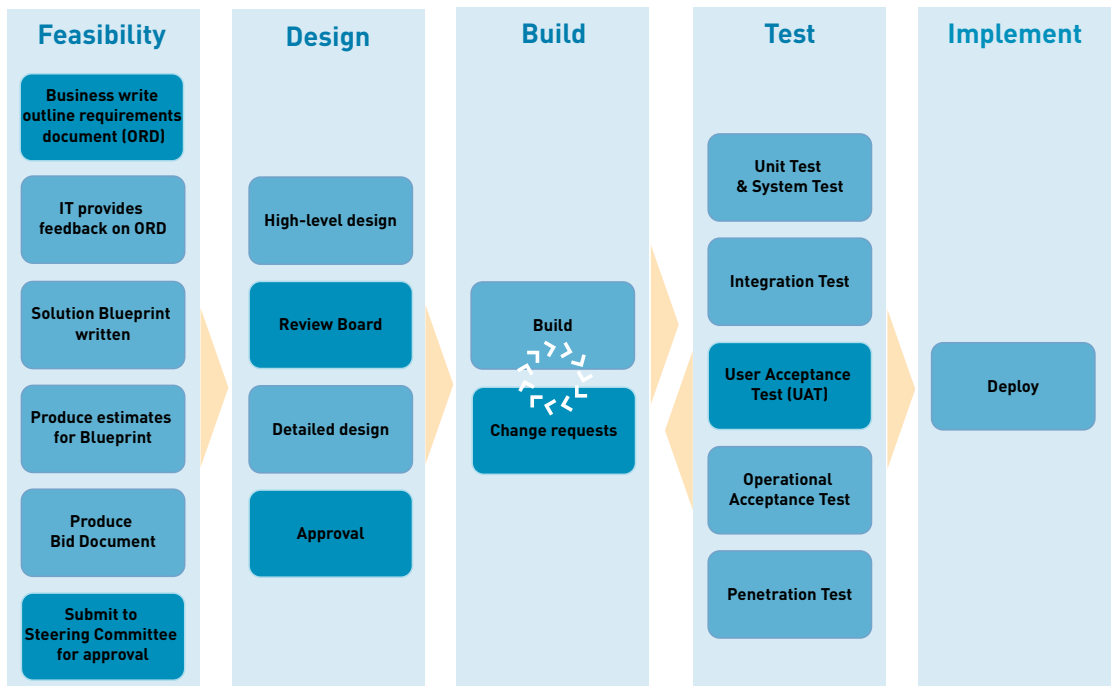 Feasibility
Business write
outline requirements
document (ORD)
IT provides
feedback on ORD
Solution Blueprint
written
Produce estimates
for Blueprint
Produce
Bid Document
Submit to
Steering Committee
for approval
Design
High-level design
Review Board
Detailed design
Approval
Build
Build
Change requests
Test
Unit Test
& System Test
Integration Test
User Acceptance
Test (UAT)
Operational
Acceptance Test
Penetration Test
Implement
Deploy